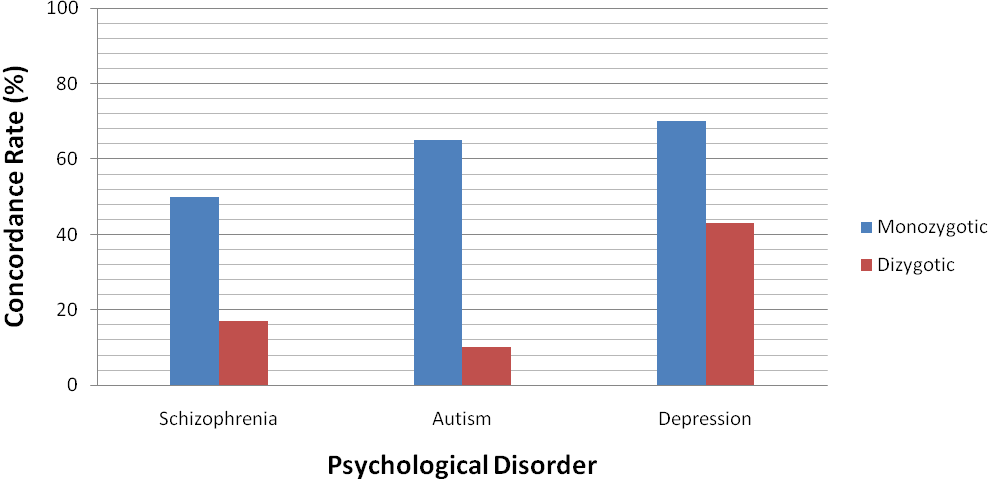 100
80
60
40
20
0
Concordance Rate (%)
Schizophrenia
Autism
Depression
Psychological Disorder
Monozygotic
Dizygotic